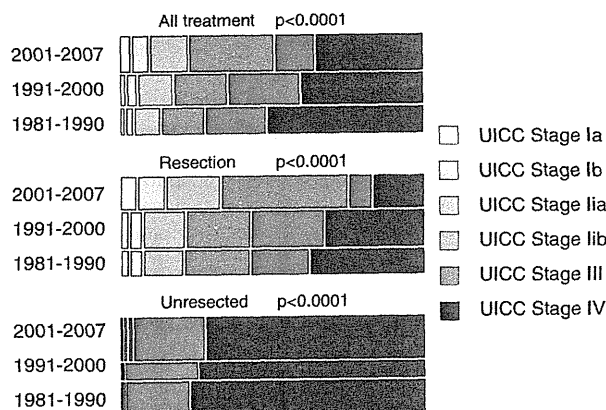 All treatment p<0.0001
2001-2007
1991-2000
1981-1990
Resection p<0.0001
2001-2007
1991-2000
1981-1990
Unresected p<0.0001
2001-2007
1991-2000
1981-1990
UICC Stage Ia
UICC Stage Ib
UICC Stage Iia
UICC Stage Iib
UICC Stage III
UICC Stage IV